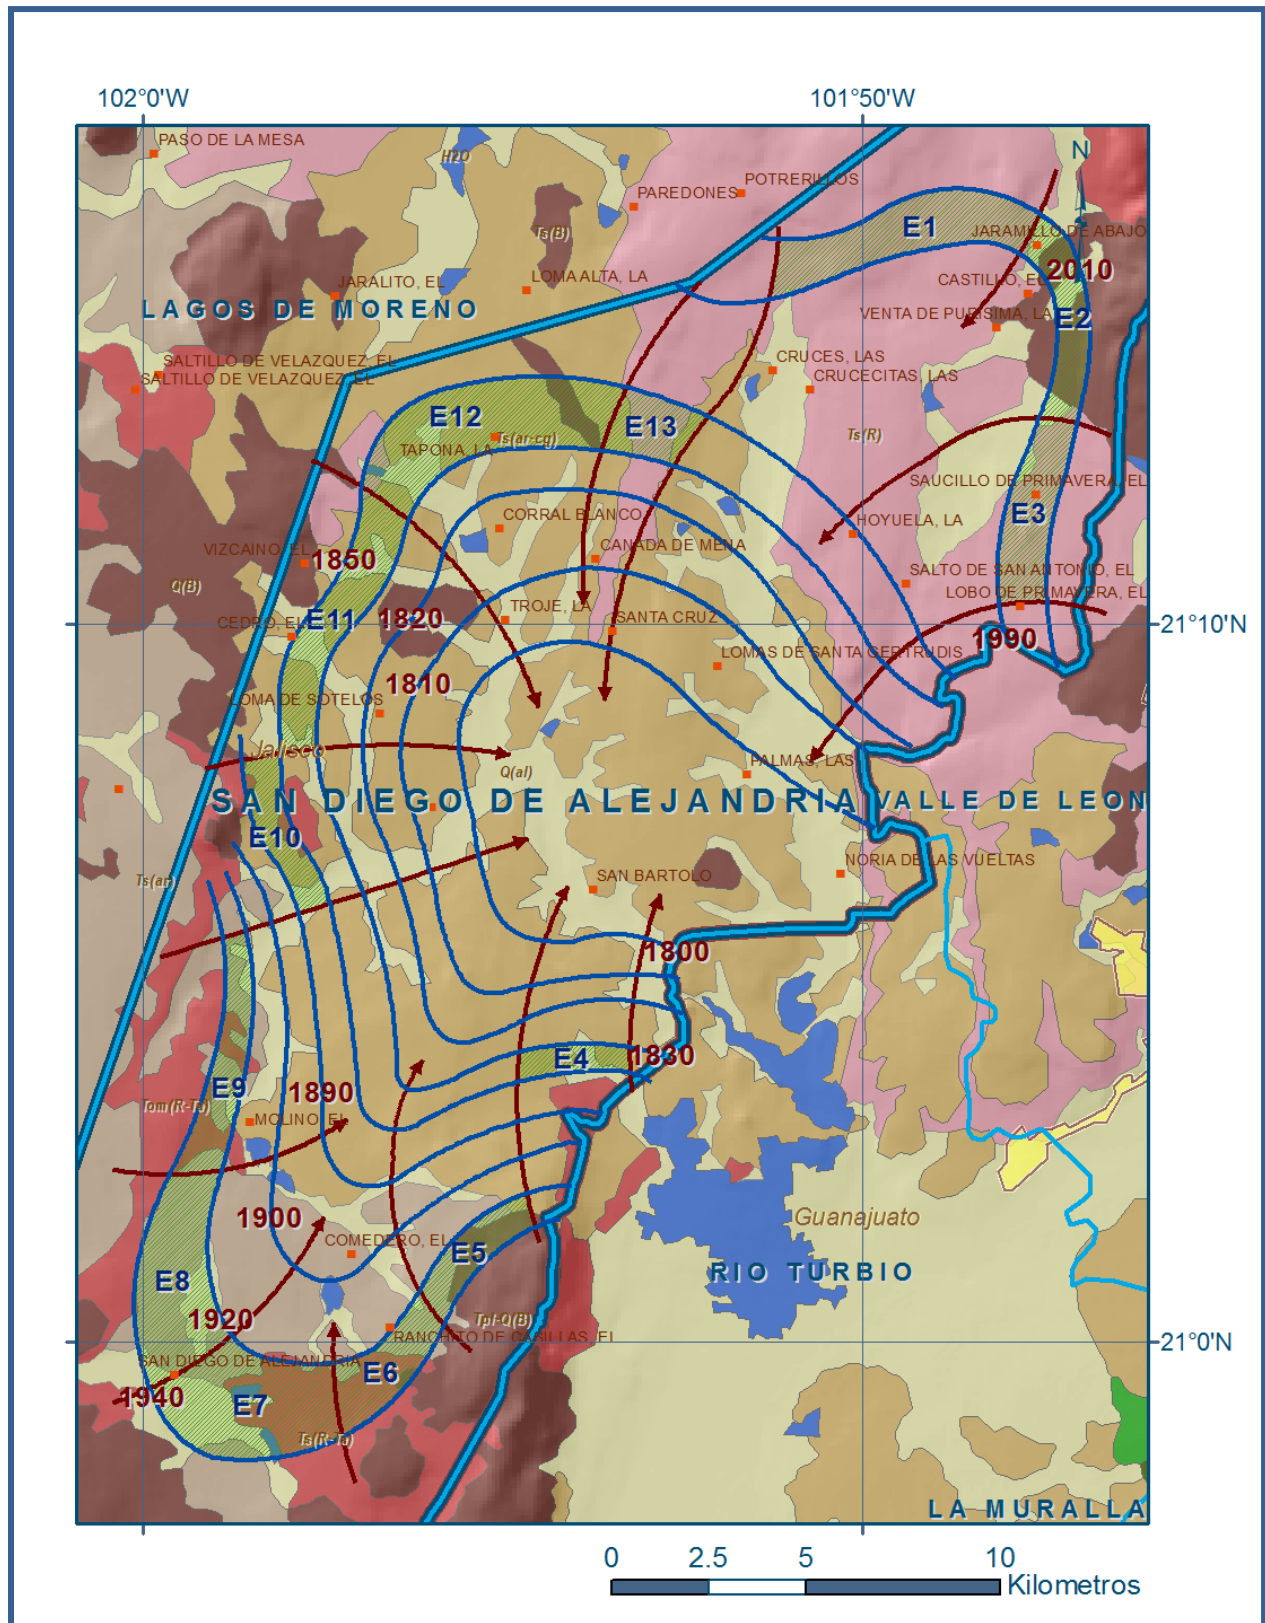 102°0'W
101°50'W
PASO DE LA MESA
N
H2O
POTRERILLOS
PAREDONES
E1
Ts(B)
JARAMILLO DE ABAJO
2010
LOMA ALTA, LA
JARALITO, EL
CASTILLO, EL
LAGOS DE MORENO
VENTA DE PURISIMA, LA
E2
SALTILLO DE VELAZQUEZ, EL
CRUCES, LAS
SALTILLO DE VELAZQUEZ, EL
CRUCECITAS, LAS
E12
E13
Ts(ar-cg)
Ts(R)
TAPONA, LA
SAUCILLO DE PRIMAVERA, EL
CORRAL BLANCO
E3
HOYUELA, LA
CANADA DE MENA
VIZCAINO, EL
1850
SALTO DE SAN ANTONIO, EL
Q(B)
LOBO DE PRIMAVERA, EL
TROJE, LA
SANTA CRUZ
CEDRO, EL
E11
1820
21°10'N
1990
LOMAS DE SANTA GERTRUDIS
1810
LOMA DE SOTELOS
Jalisco
PALMAS, LAS
Q(al)
SAN DIEGO DE ALEJANDRIA
VALLE DE LEON
E10
NORIA DE LAS VUELTAS
Ts(ar)
SAN BARTOLO
1800
E4
1830
E9
1890
Tom(R-Ta)
MOLINO, EL
1900
Guanajuato
COMEDERO, EL
E5
RIO TURBIO
E8
1920
Tpl-Q(B)
RANCHITO DE CASILLAS, EL
21°0'N
SAN DIEGO DE ALEJANDRIA
E6
1940
E7
Ts(R-Ta)
LA MURALLA
0 2.5 5 10
Kilometros